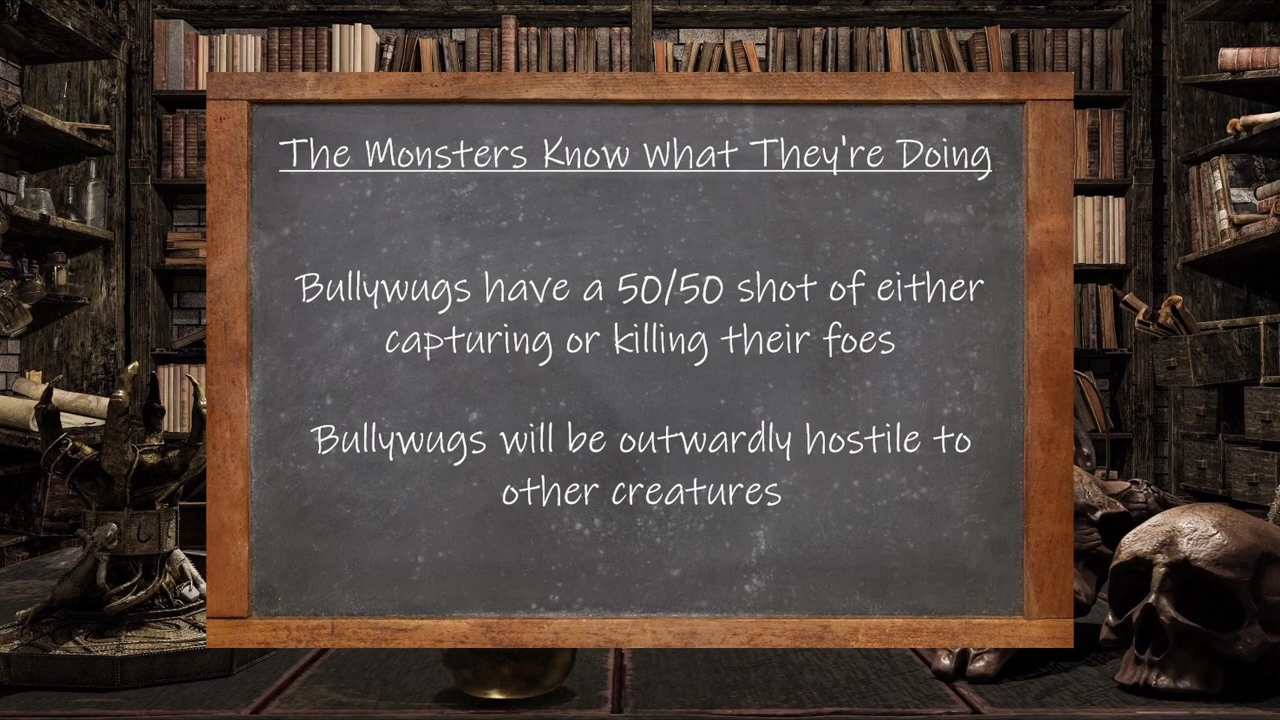 The Monsters Know What They're Doing
Bullywugs have a 50/50 shot of either
capturing or killing their foes
Bullywugs will be outwardly hostile to
other creatures